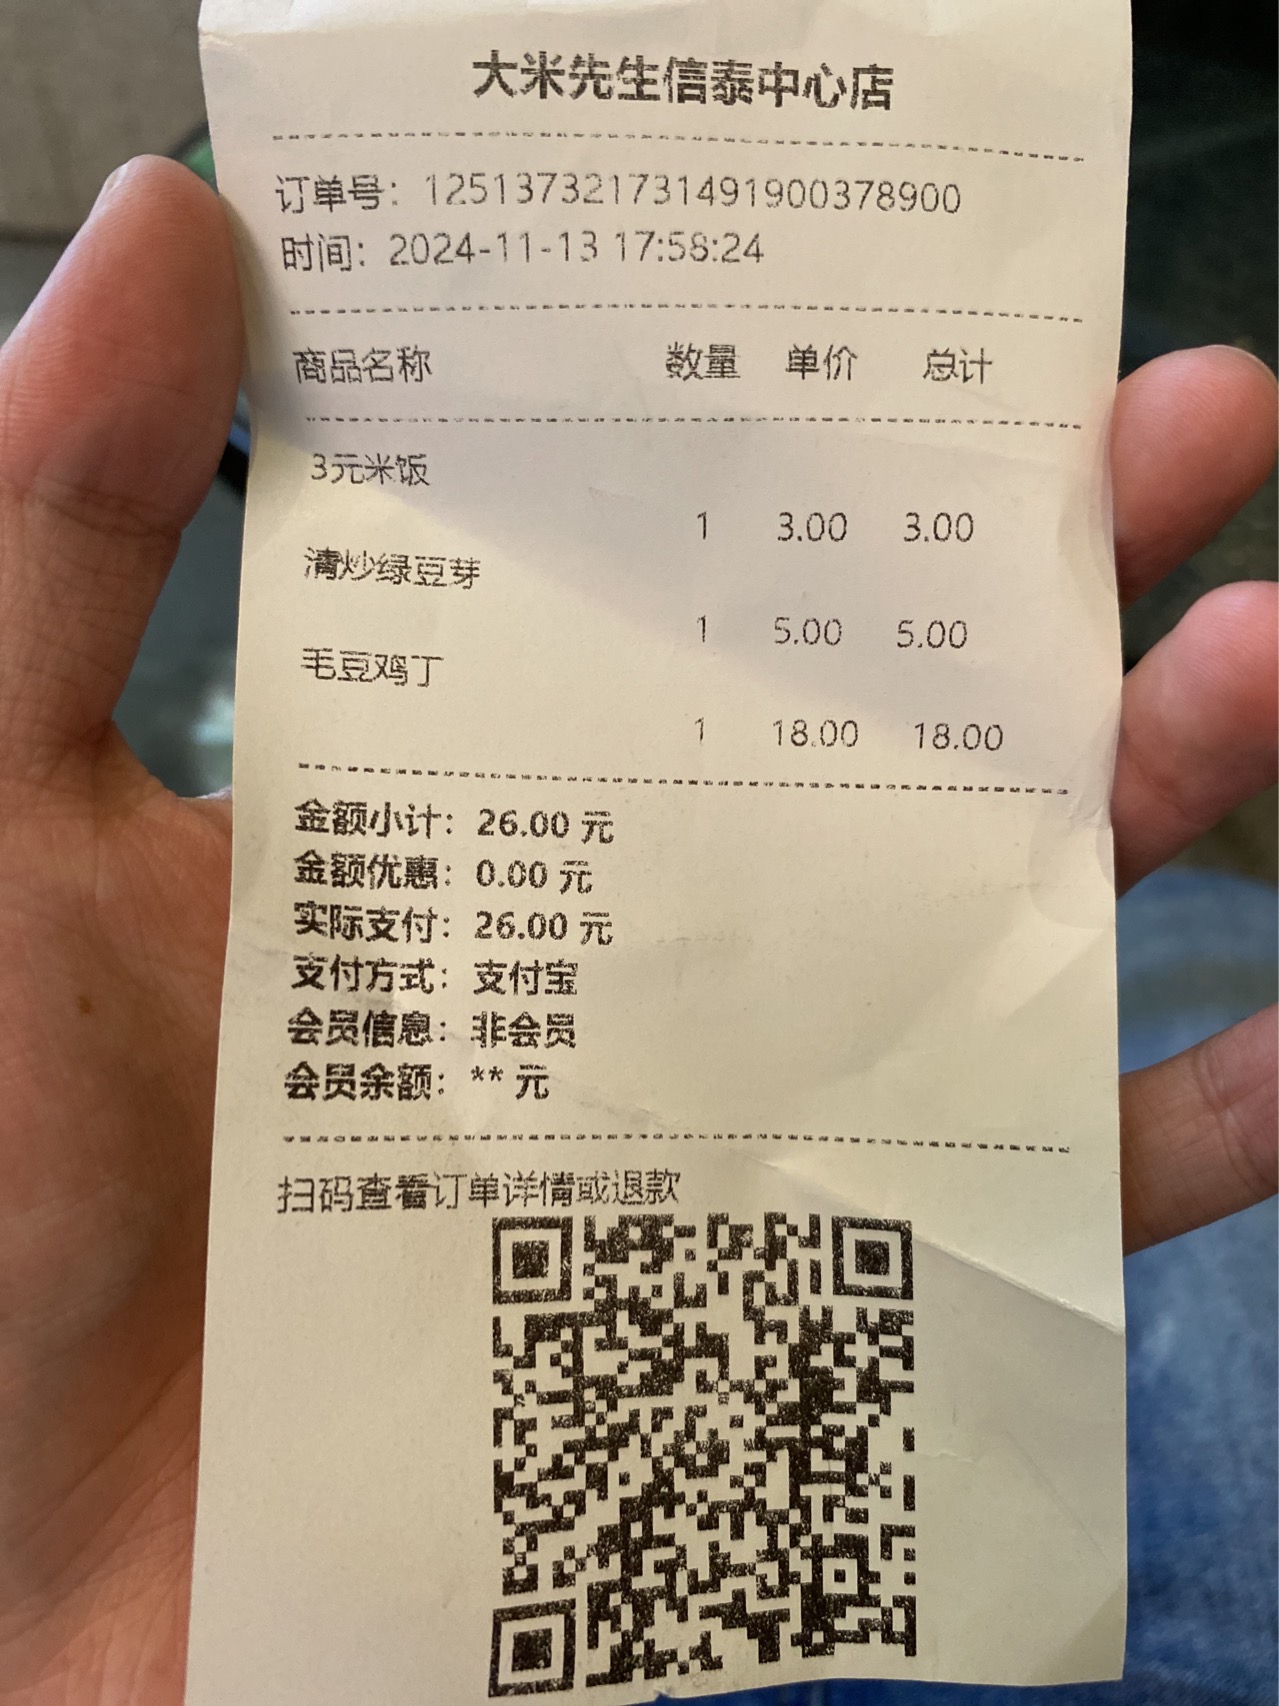 大米先生信泰中心店
订单号：125137321731491900378900
时间：2024-11-13 17:58:24
商品名称 数量 单价 总计
3元米饭
1 3.00 3.00
清炒绿豆芽
1 5.00 5.00
毛豆鸡丁
1 18.00 18.00
金额小计：26.00 元
金额优惠：0.00 元
实际支付：26.00 元
支付方式：支付宝
会员信息：非会员
会员余额：** 元
扫码查看订单详情或退款